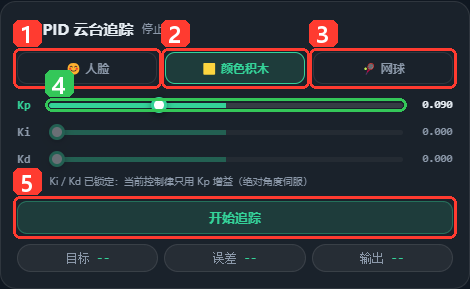 1 2 3
PID 云台追踪 停止
😊 人脸 颜色积木 🎾 网球
4
Kp 0.090
Ki 0.000
Kd 0.000
Ki / Kd 已锁定：当前控制律只用 Kp 增益（绝对角度伺服）
5
开始追踪
目标 -- 误差 -- 输出 --